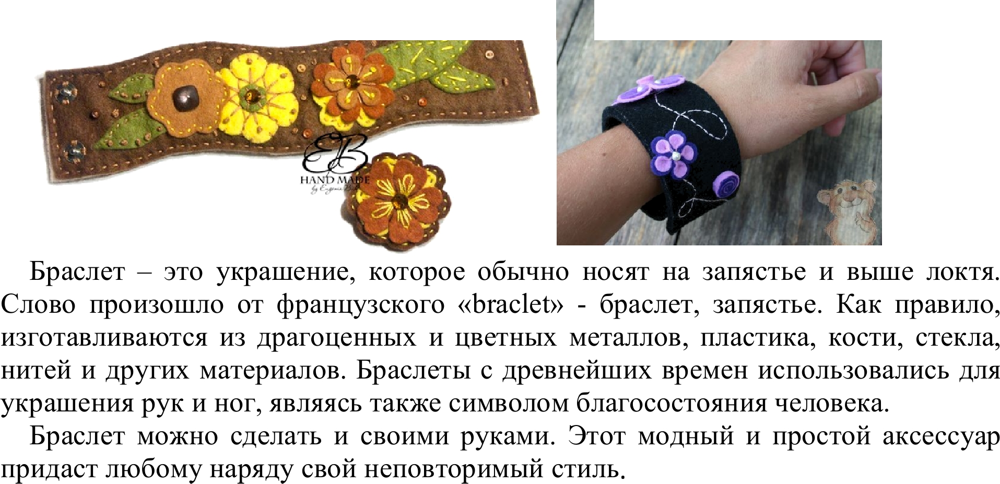 EB
HAND MADE
by Eugenia
Браслет – это украшение, которое обычно носят на запястье и выше локтя.
Слово произошло от французского «braclet» - браслет, запястье. Как правило,
изготавливаются из драгоценных и цветных металлов, пластика, кости, стекла,
нитей и других материалов. Браслеты с древнейших времен использовались для
украшения рук и ног, являясь также символом благосостояния человека.
Браслет можно сделать и своими руками. Этот модный и простой аксессуар
придаст любому наряду свой неповторимый стиль.